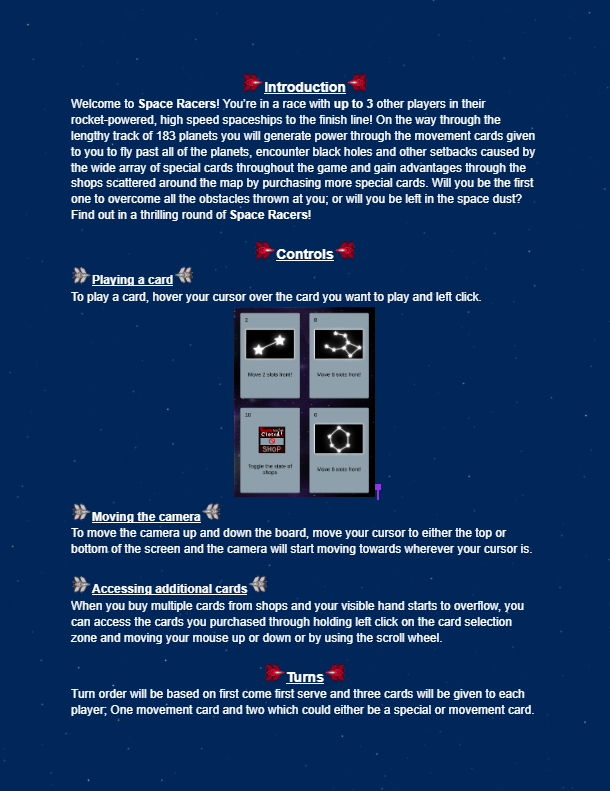 Introduction
Welcome to Space Racers! You're in a race with up to 3 other players in their
rocket-powered, high speed spaceships to the finish line! On the way through the
lengthy track of 183 planets you will generate power through the movement cards given
to you to fly past all of the planets, encounter black holes and other setbacks caused by
the wide array of special cards throughout the game and gain advantages through the
shops scattered around the map by purchasing more special cards. Will you be the first
one to overcome all the obstacles thrown at you; or will you be left in the space dust?
Find out in a thrilling round of Space Racers!
Controls
Playing a card
To play a card, hover your cursor over the card you want to play and left click.
2
Move 2 slots front!
Move 8 slots front!
10
Closed!
SHOP
Toggle the state of
shops
Move 6 slots front!
Moving the camera
To move the camera up and down the board, move your cursor to either the top or
bottom of the screen and the camera will start moving towards wherever your cursor is.
Accessing additional cards
When you buy multiple cards from shops and your visible hand starts to overflow, you
can access the cards you purchased through holding left click on the card selection
zone and moving your mouse up or down or by using the scroll wheel.
Turns
Turn order will be based on first come first serve and three cards will be given to each
player; One movement card and two which could either be a special or movement card.